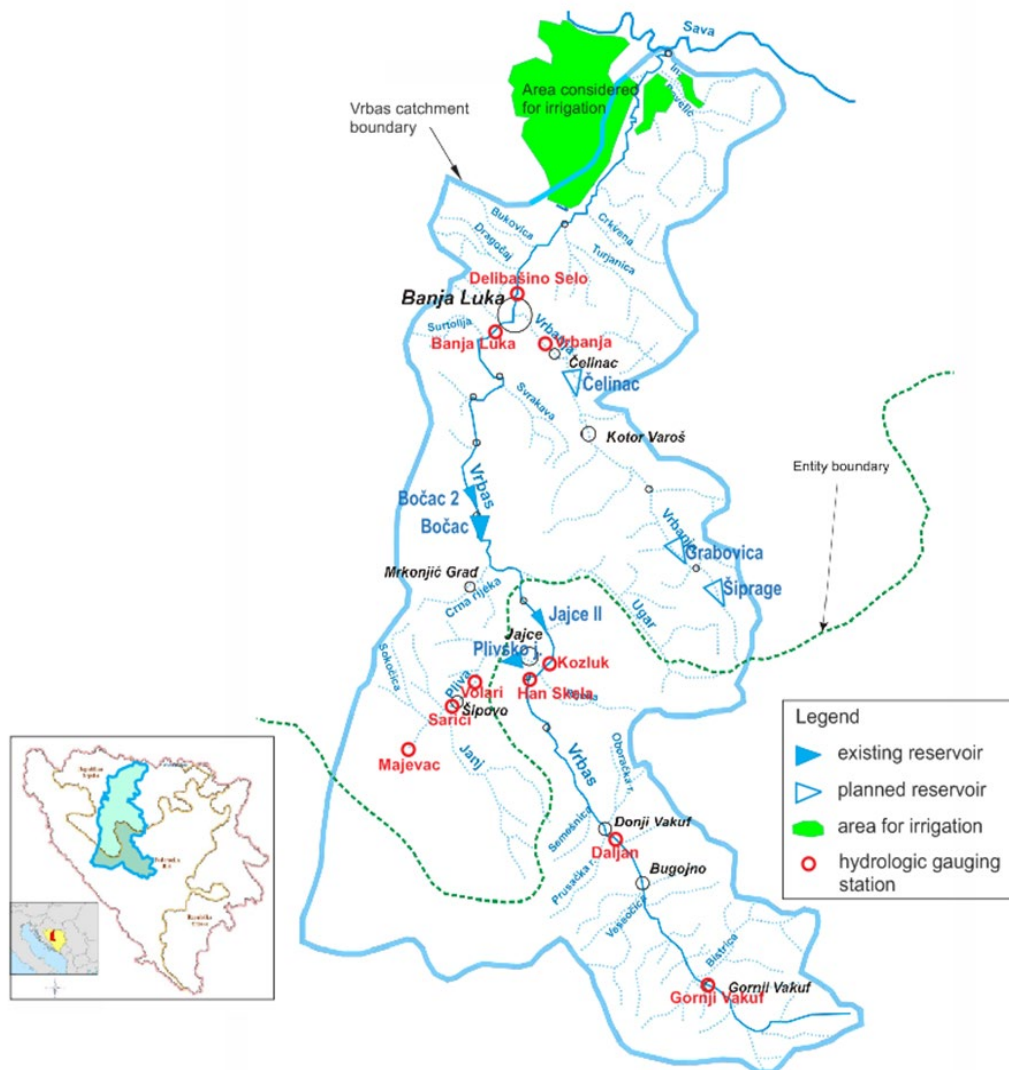 Sava
Area considered
for irrigation
Vrbas catchment
boundary
Bukovica
Dragočaj
Crkvena
Turjanica
Delibašino Selo
Banja Luka
Surtolija
Banja Luka
Vrbanja
Vrbanja
Čelinac
Čelinac
Svrakava
Kotor Varoš
Entity boundary
Vrbas
Bočac 2
Bočac
Vrbanja
Grabovica
Šiprage
Mrkonjić Grad
Crna rijeka
Ugar
Jajce II
Jajce
Plivsko j.
Kozluk
Sokočica
Pliva
Volari
Han Skela
Šipovo
Sarići
Majevac
Janj
Vrbas
Oboračka r.
Semešnica
Donji Vakuf
Daljan
Prusačka r.
Bugojno
Veseočica
Bistrica
Gornji Vakuf
Gornji Vakuf
Legend
existing reservoir
planned reservoir
area for irrigation
hydrologic gauging
station